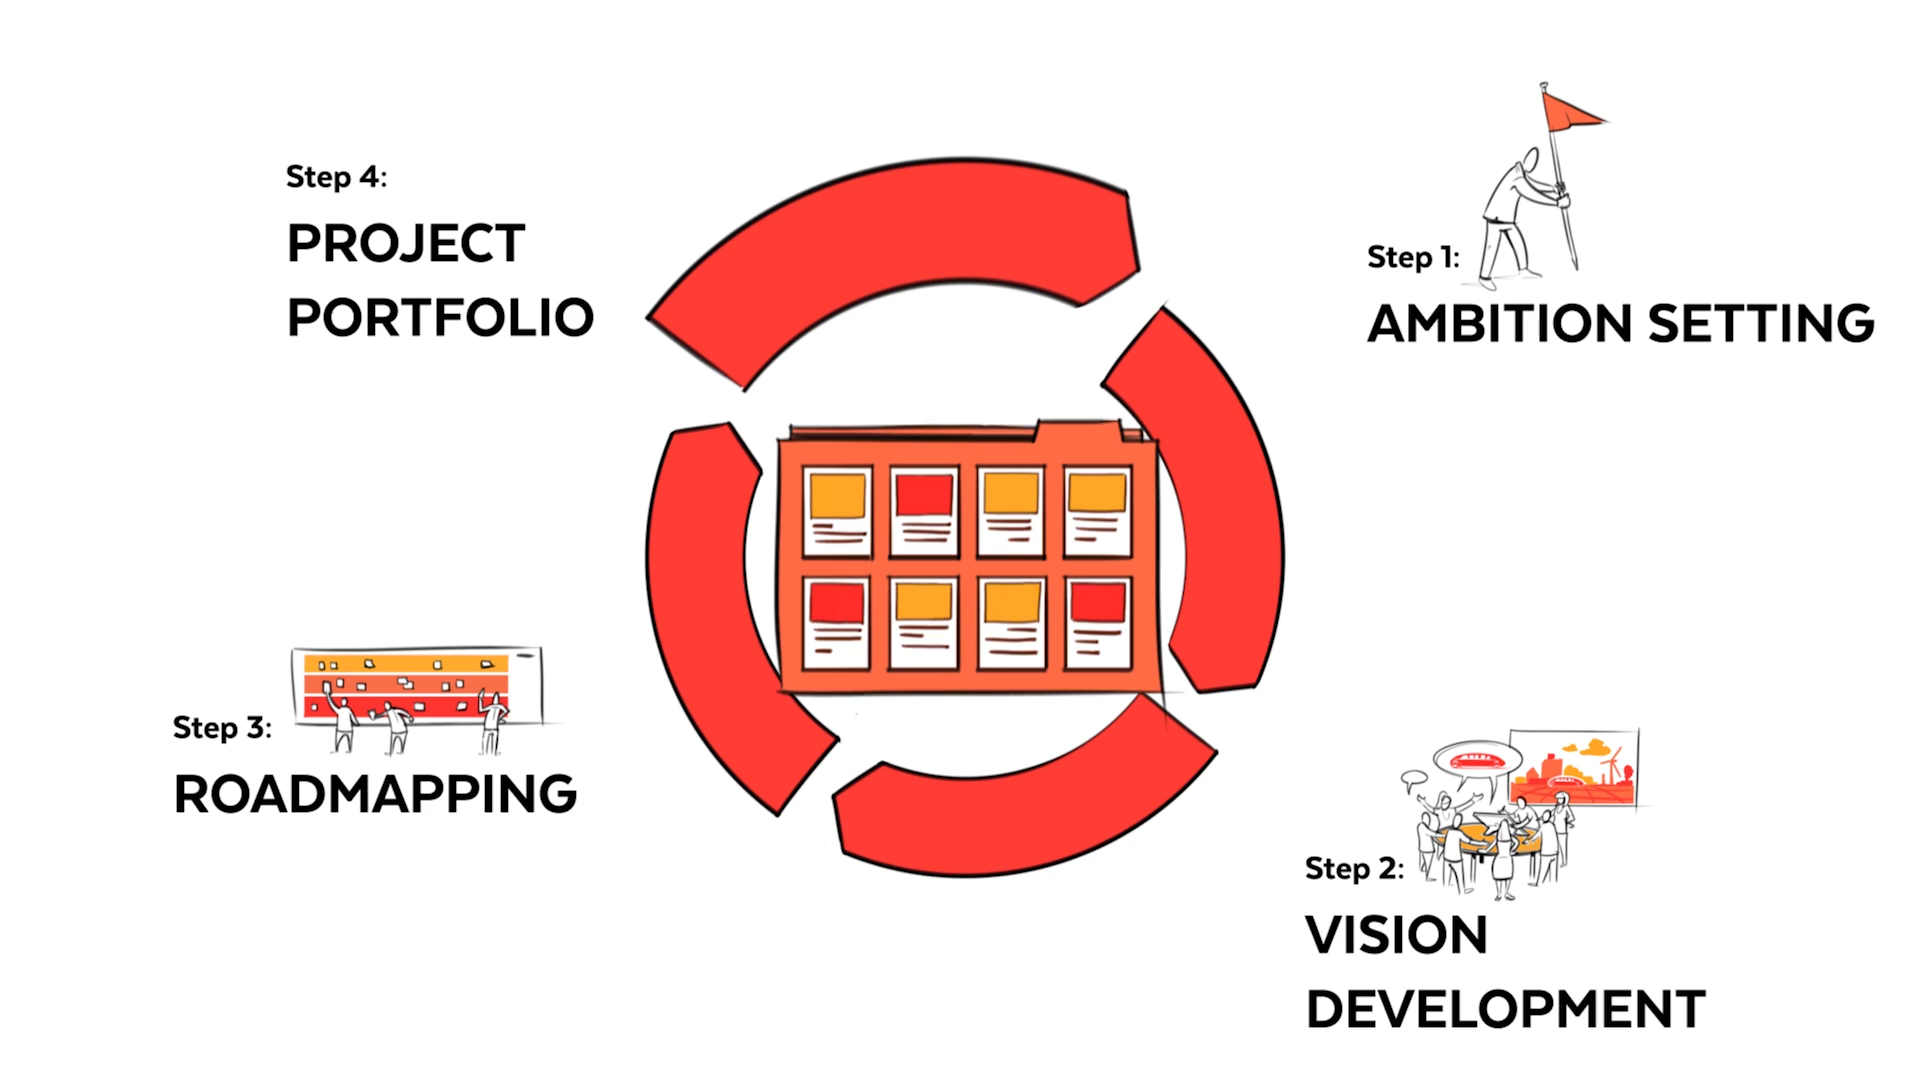 Step 1:
AMBITION SETTING
Step 2:
VISION
DEVELOPMENT
Step 3:
ROADMAPPING
Step 4:
PROJECT
PORTFOLIO